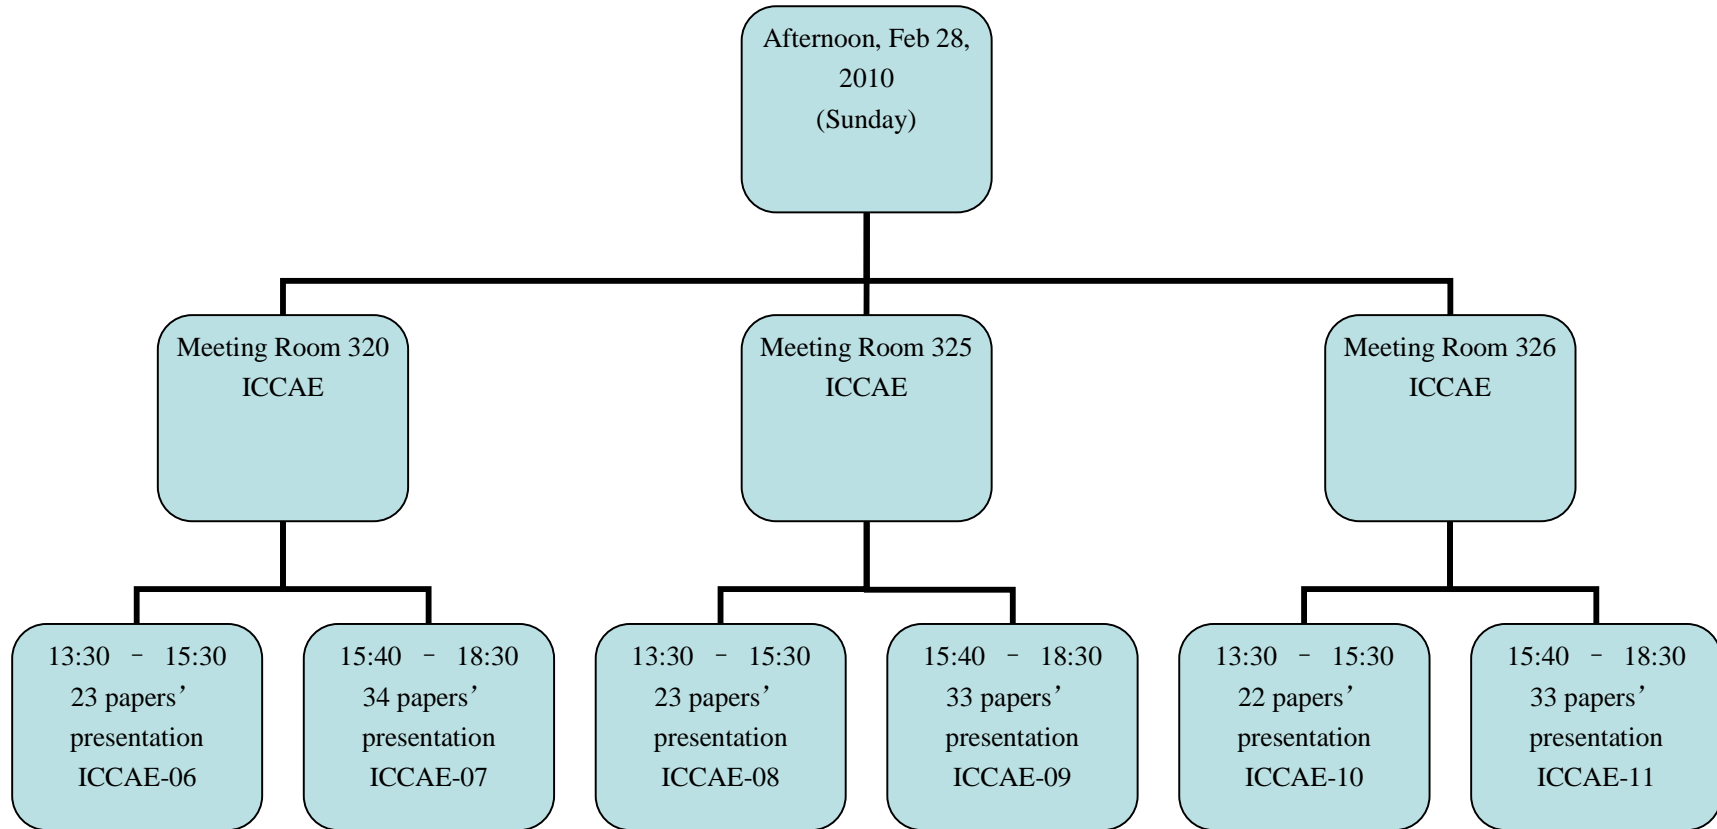 Afternoon, Feb 28,
2010
(Sunday)
Meeting Room 320
ICCAE
Meeting Room 325
ICCAE
Meeting Room 326
ICCAE
13:30 – 15:30
23 papers’
presentation
ICCAE-06
15:40 – 18:30
34 papers’
presentation
ICCAE-07
13:30 – 15:30
23 papers’
presentation
ICCAE-08
15:40 – 18:30
33 papers’
presentation
ICCAE-09
13:30 – 15:30
22 papers’
presentation
ICCAE-10
15:40 – 18:30
33 papers’
presentation
ICCAE-11